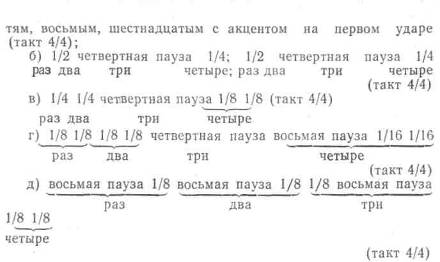 тям, восьмым, шестнадцатым с акцентом на первом ударе
(такт 4/4);
б) 1/2 четвертная пауза 1/4; 1/2 четвертная пауза 1/4
раз два три четыре; раз два три четыре
(такт 4/4)
в) 1/4 1/4 четвертная пауза 1/8 1/8 (такт 4/4)
раз два три четыре
г) 1/8 1/8 1/8 1/8 четвертная пауза восьмая пауза 1/16 1/16
раз два три четыре
(такт 4/4)
д) восьмая пауза 1/8 восьмая пауза 1/8 1/8 восьмая пауза
раз два три
1/8 1/8
четыре
(такт 4/4)